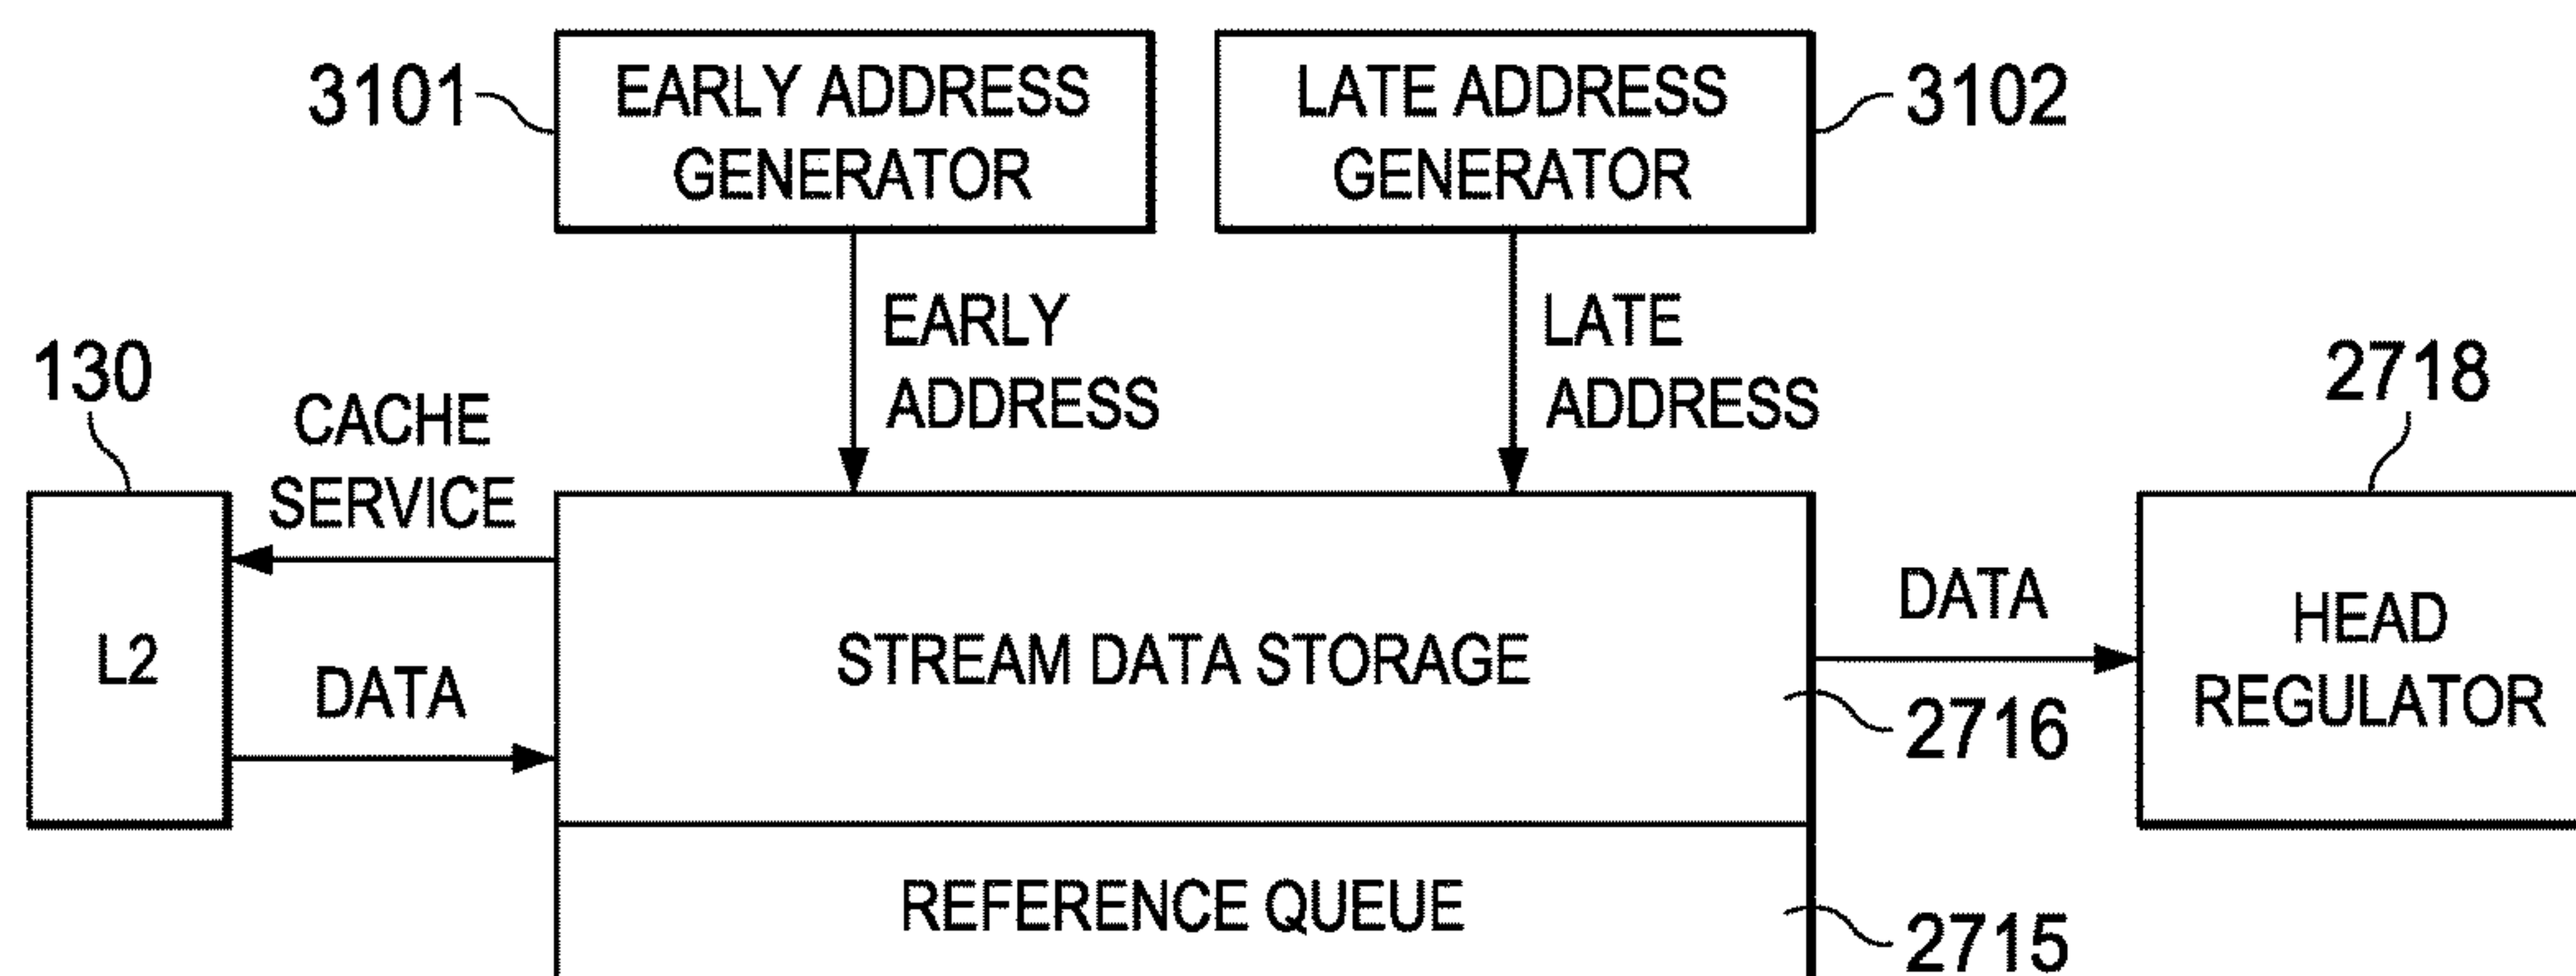 3101
EARLY ADDRESS
GENERATOR
LATE ADDRESS
GENERATOR
3102
EARLY
ADDRESS
LATE
ADDRESS
130
CACHE
SERVICE
2718
L2
DATA
STREAM DATA STORAGE
DATA
2716
HEAD
REGULATOR
REFERENCE QUEUE
2715